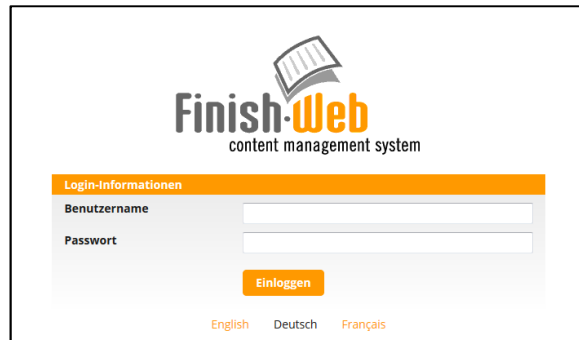 Finish·Web
content management system
Login-Informationen
Benutzername
Passwort
Einloggen
English Deutsch Français